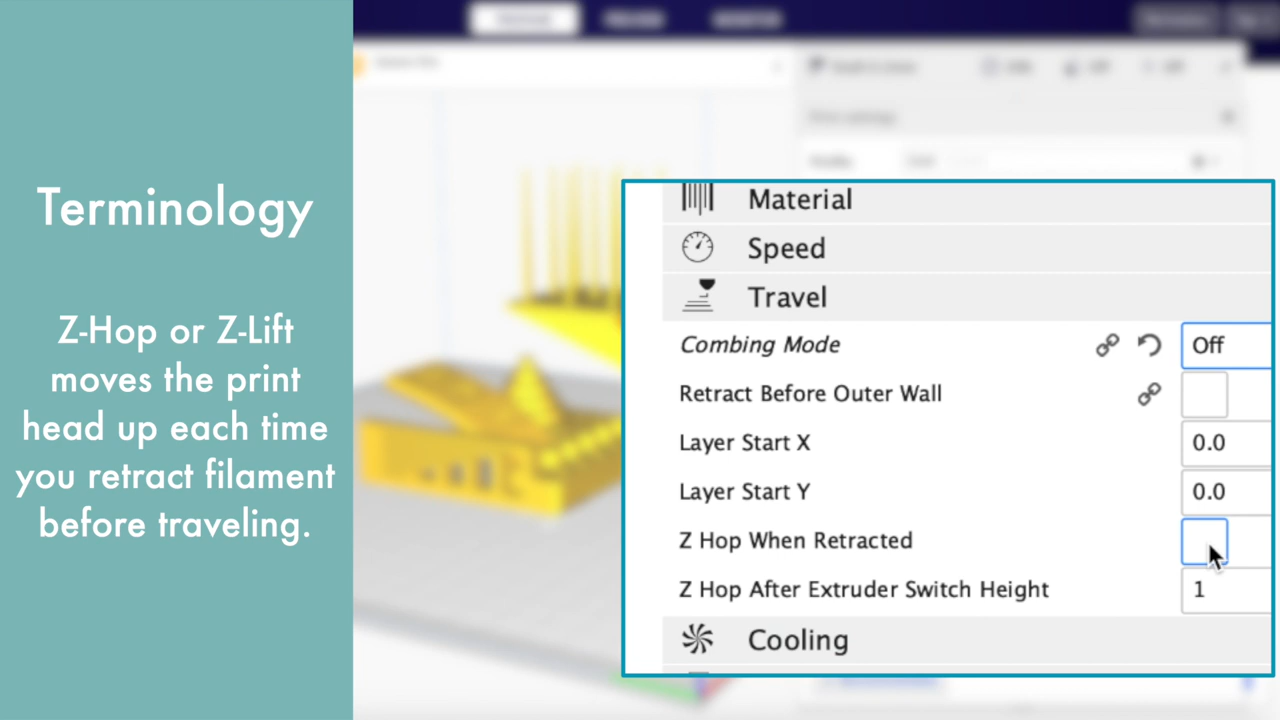 Terminology
Z-Hop or Z-Lift
moves the print
head up each time
you retract filament
before traveling.
Material
Speed
Travel
Combing Mode Off
Retract Before Outer Wall
Layer Start X 0.0
Layer Start Y 0.0
Z Hop When Retracted
Z Hop After Extruder Switch Height 1
Cooling